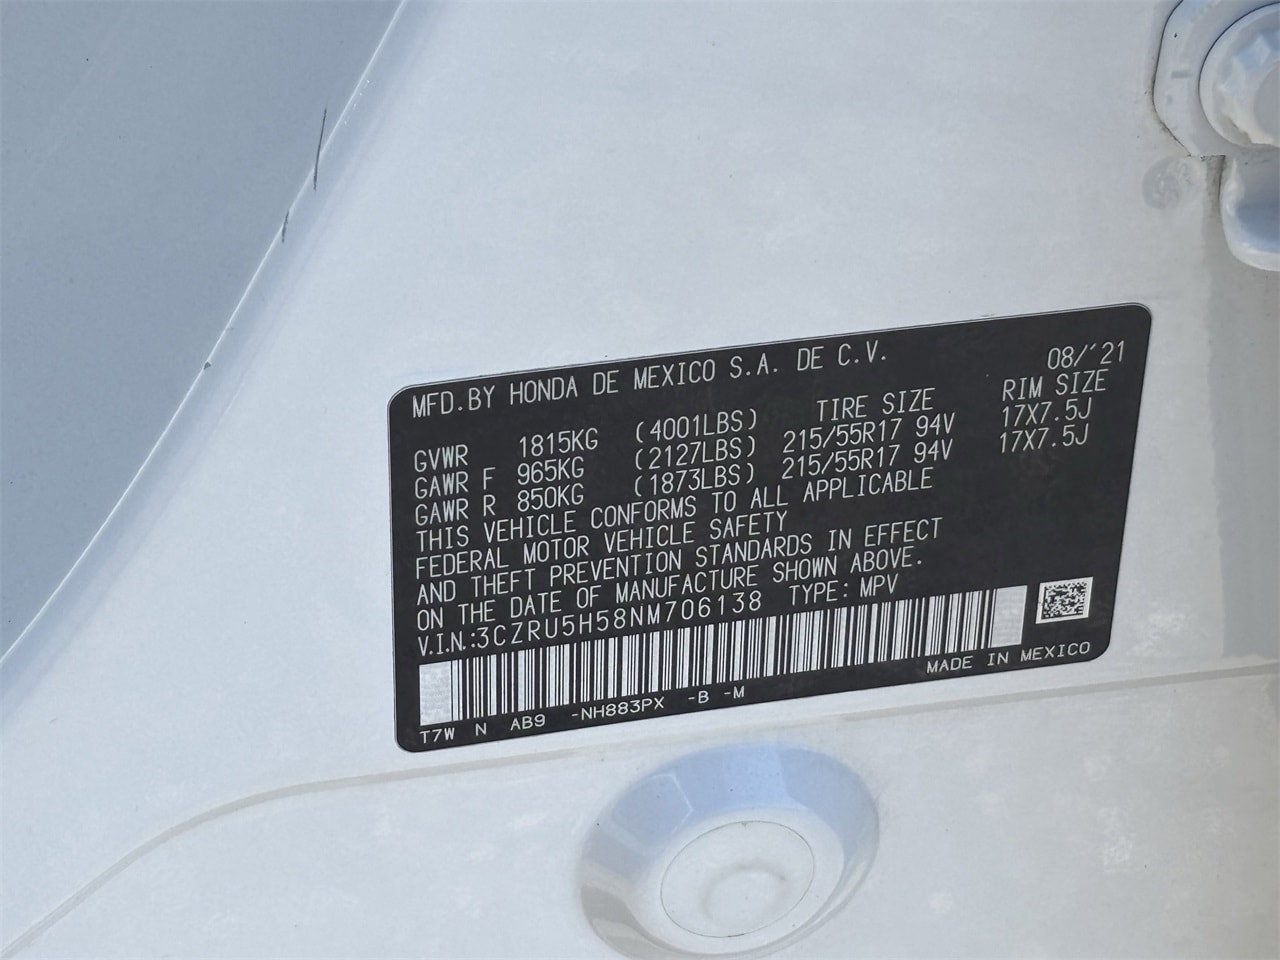 MFD.BY HONDA DE MEXICO S.A. DE C.V. 08/'21
TIRE SIZE RIM SIZE
GVWR 1815KG (4001LBS)
GAWR F 965KG (2127LBS) 215/55R17 94V 17X7.5J
GAWR R 850KG (1873LBS) 215/55R17 94V 17X7.5J
THIS VEHICLE CONFORMS TO ALL APPLICABLE
FEDERAL MOTOR VEHICLE SAFETY
AND THEFT PREVENTION STANDARDS IN EFFECT
ON THE DATE OF MANUFACTURE SHOWN ABOVE.
V.I.N.:3CZRU5H58NM706138 TYPE: MPV
MADE IN MEXICO
T7W N AB9 -NH883PX -B -M